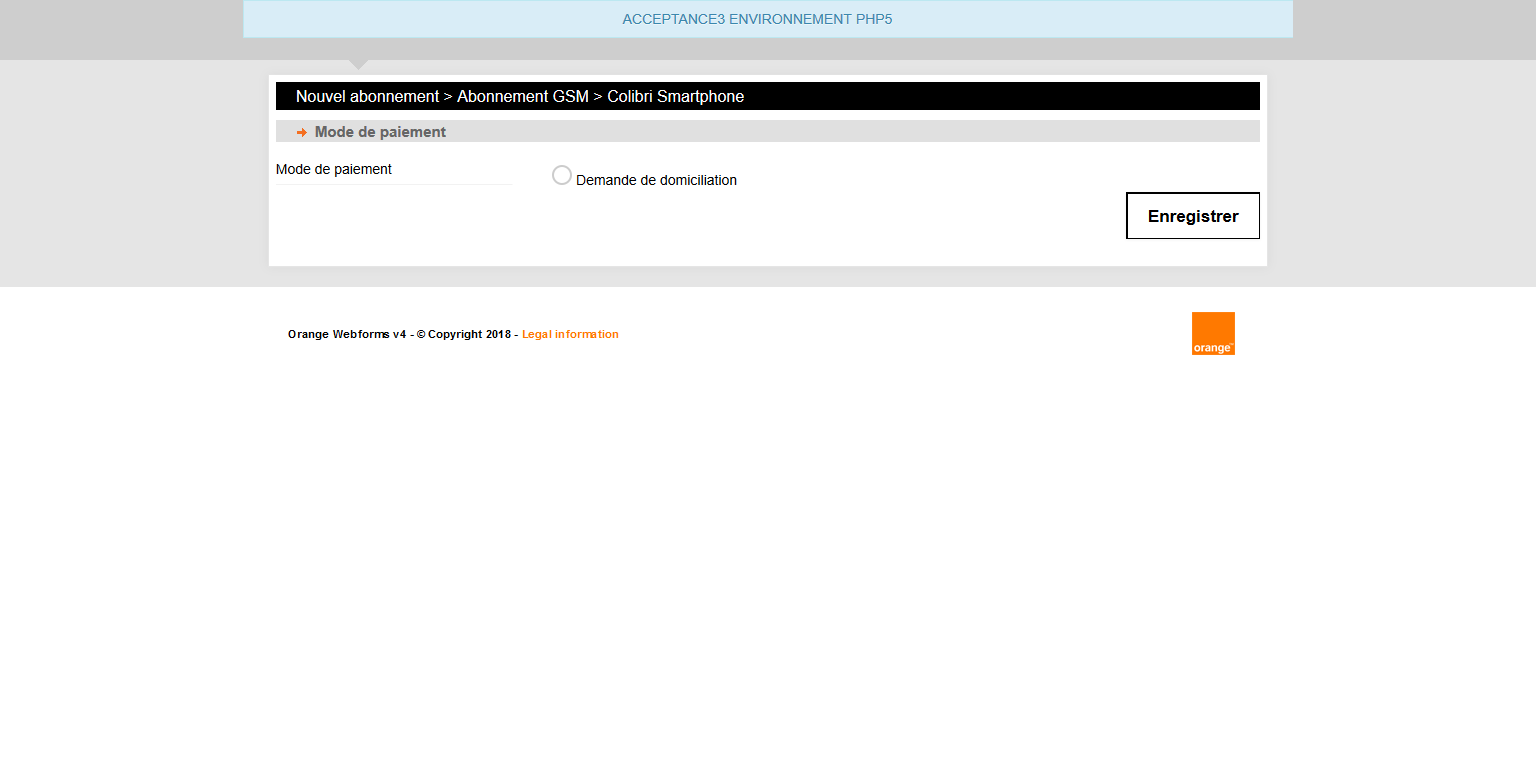 ACCEPTANCE3 ENVIRONNEMENT PHP5
Nouvel abonnement > Abonnement GSM > Colibri Smartphone
Mode de paiement
Mode de paiement
Demande de domiciliation
Enregistrer
Orange Webforms v4 - © Copyright 2018 - Legal information
orange™